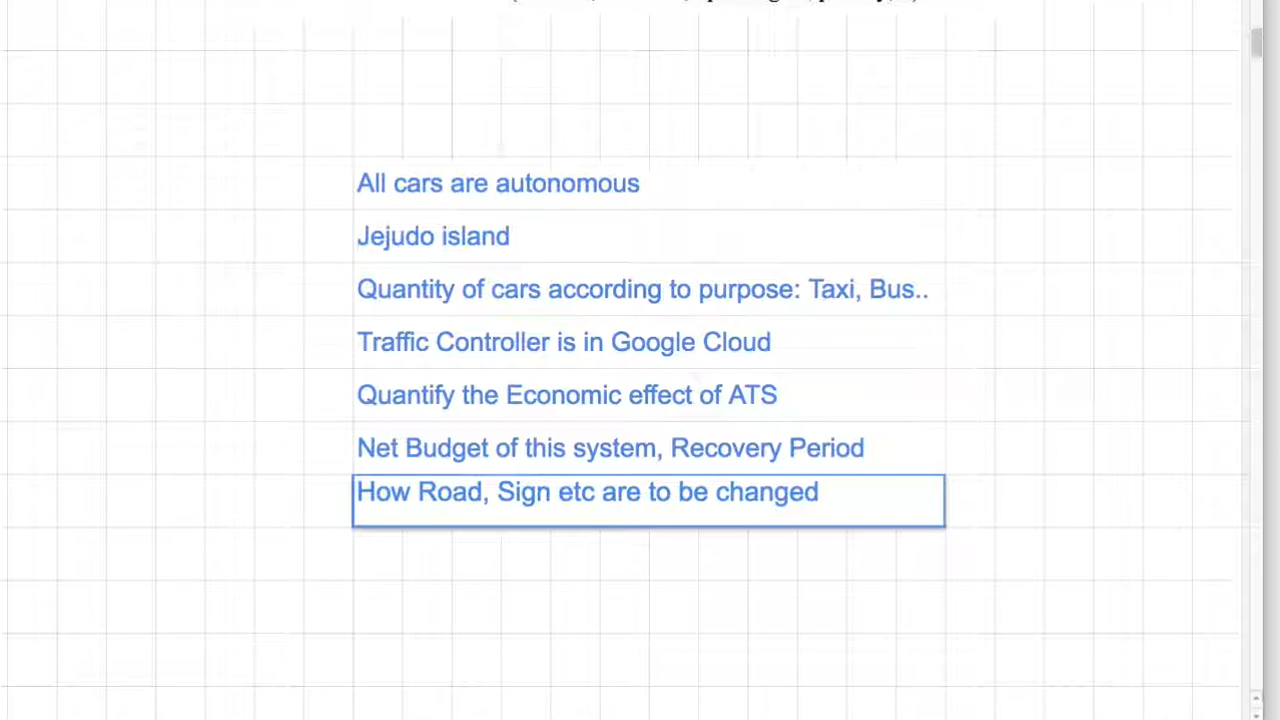 All cars are autonomous
Jejudo island
Quantity of cars according to purpose: Taxi, Bus..
Traffic Controller is in Google Cloud
Quantify the Economic effect of ATS
Net Budget of this system, Recovery Period
How Road, Sign etc are to be changed